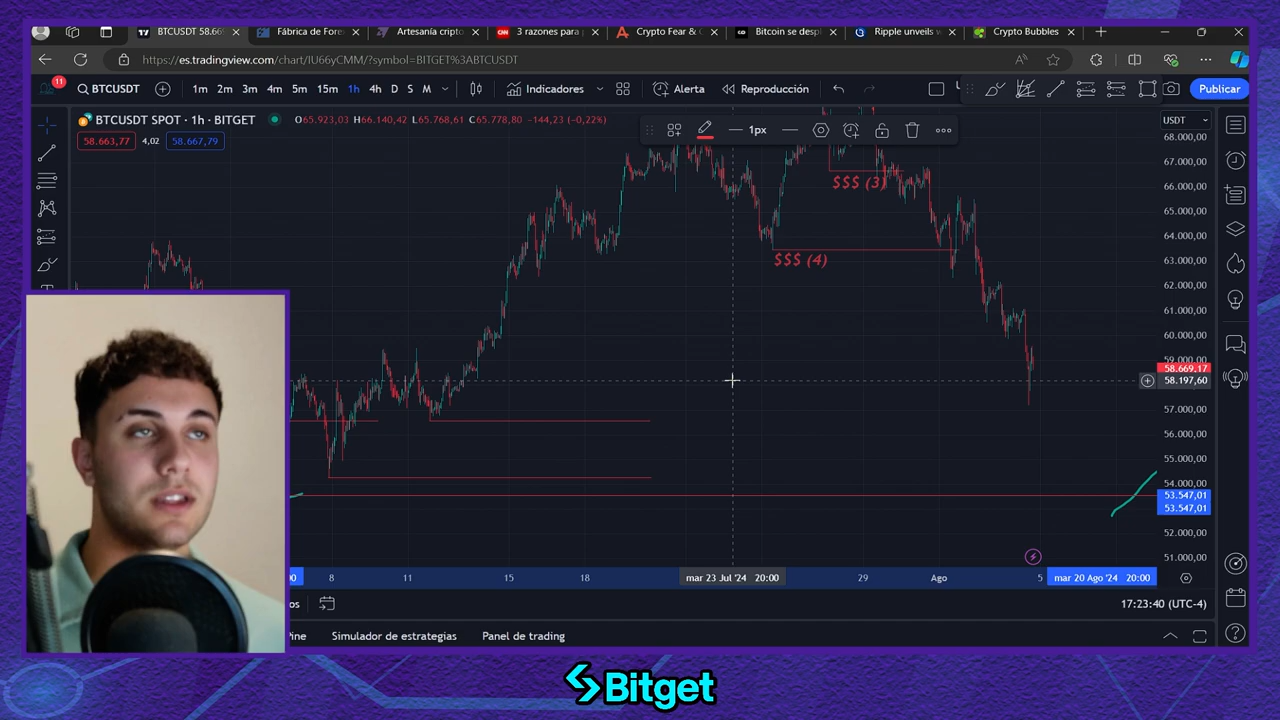 BTCUSDT 58.66
Fábrica de Fore
Artesanía cripto
CNN
3 razones para
Crypto Fear & G
Bitcoin se desp
Ripple unveils w
Crypto Bubbles
https://es.tradingview.com/chart/IU66yCMM/?symbol=BITGET%3ABTCUSDT
11
BTCUSDT
1m 2m 3m 4m 5m 15m 1h 4h D S M
Indicadores
Alerta
Reproducción
Publicar
BTCUSDT SPOT · 1h · BITGET
O65.923,03 H66.140,42 L65.768,61 C65.778,80 -144,23 (-0,22%)
58.663,77 4,02 58.667,79
1px
USDT
68.000,00
67.000,00
66.000,00
65.000,00
64.000,00
63.000,00
62.000,00
61.000,00
60.000,00
59.000,00
58.669,17
58.197,60
57.000,00
56.000,00
55.000,00
54.000,00
53.547,01
53.547,01
52.000,00
51.000,00
$$$ (3)
$$$ (4)
8 11 15 18
mar 23 Jul '24 20:00
29 Ago 5
mar 20 Ago '24 20:00
17:23:40 (UTC-4)
Simulador de estrategias
Panel de trading
Bitget